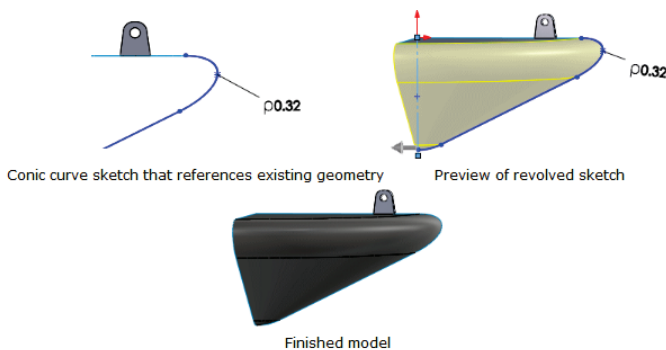 ρ0.32
ρ0.32
Conic curve sketch that references existing geometry
Preview of revolved sketch
Finished model